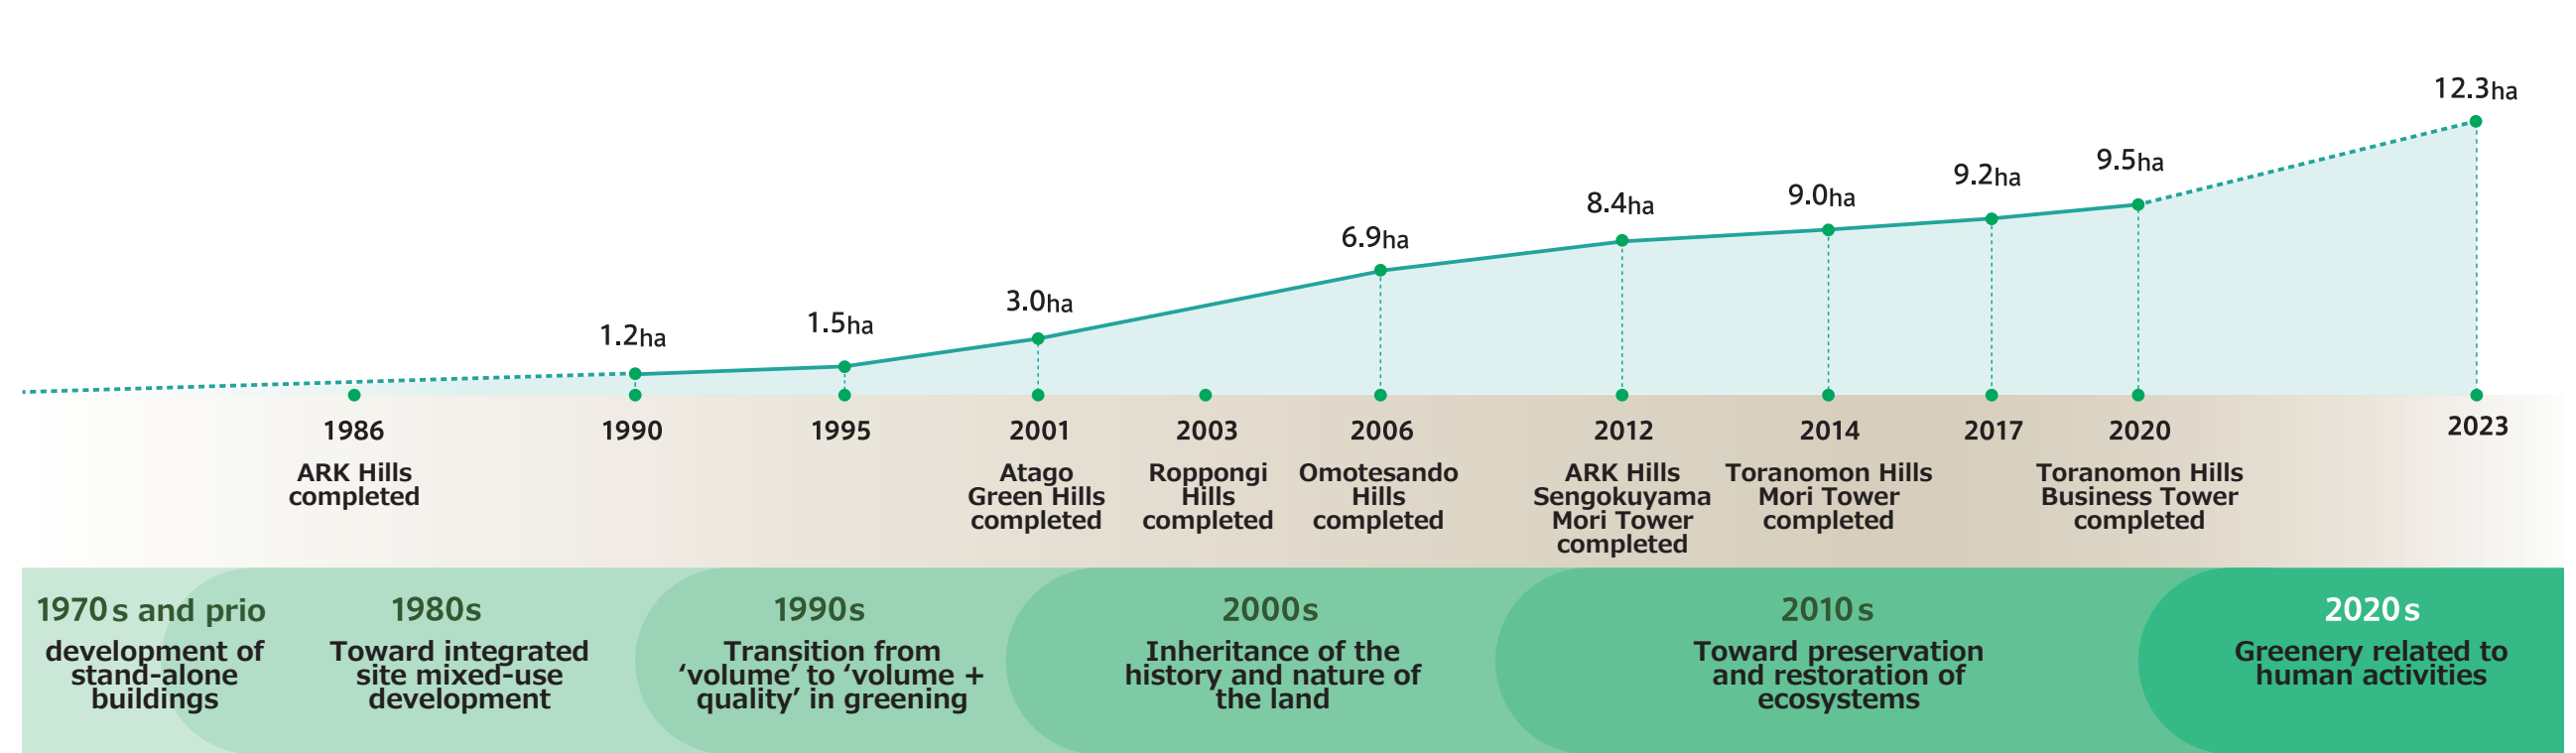 12.3ha
9.5ha
9.2ha
9.0ha
8.4ha
6.9ha
3.0ha
1.5ha
1.2ha
1986
1990
1995
2001
2003
2006
2012
2014
2017
2020
2023
ARK Hills
completed
Atago
Green Hills
completed
Roppongi
Hills
completed
Omotesando
Hills
completed
ARK Hills
Sengokuyama
Mori Tower
completed
Toranomon Hills
Mori Tower
completed
Toranomon Hills
Business Tower
completed
1970s and prio
development of
stand-alone
buildings
1980s
Toward integrated
site mixed-use
development
1990s
Transition from
‘volume’ to ‘volume +
quality’ in greening
2000s
Inheritance of the
history and nature of
the land
2010s
Toward preservation
and restoration of
ecosystems
2020s
Greenery related to
human activities